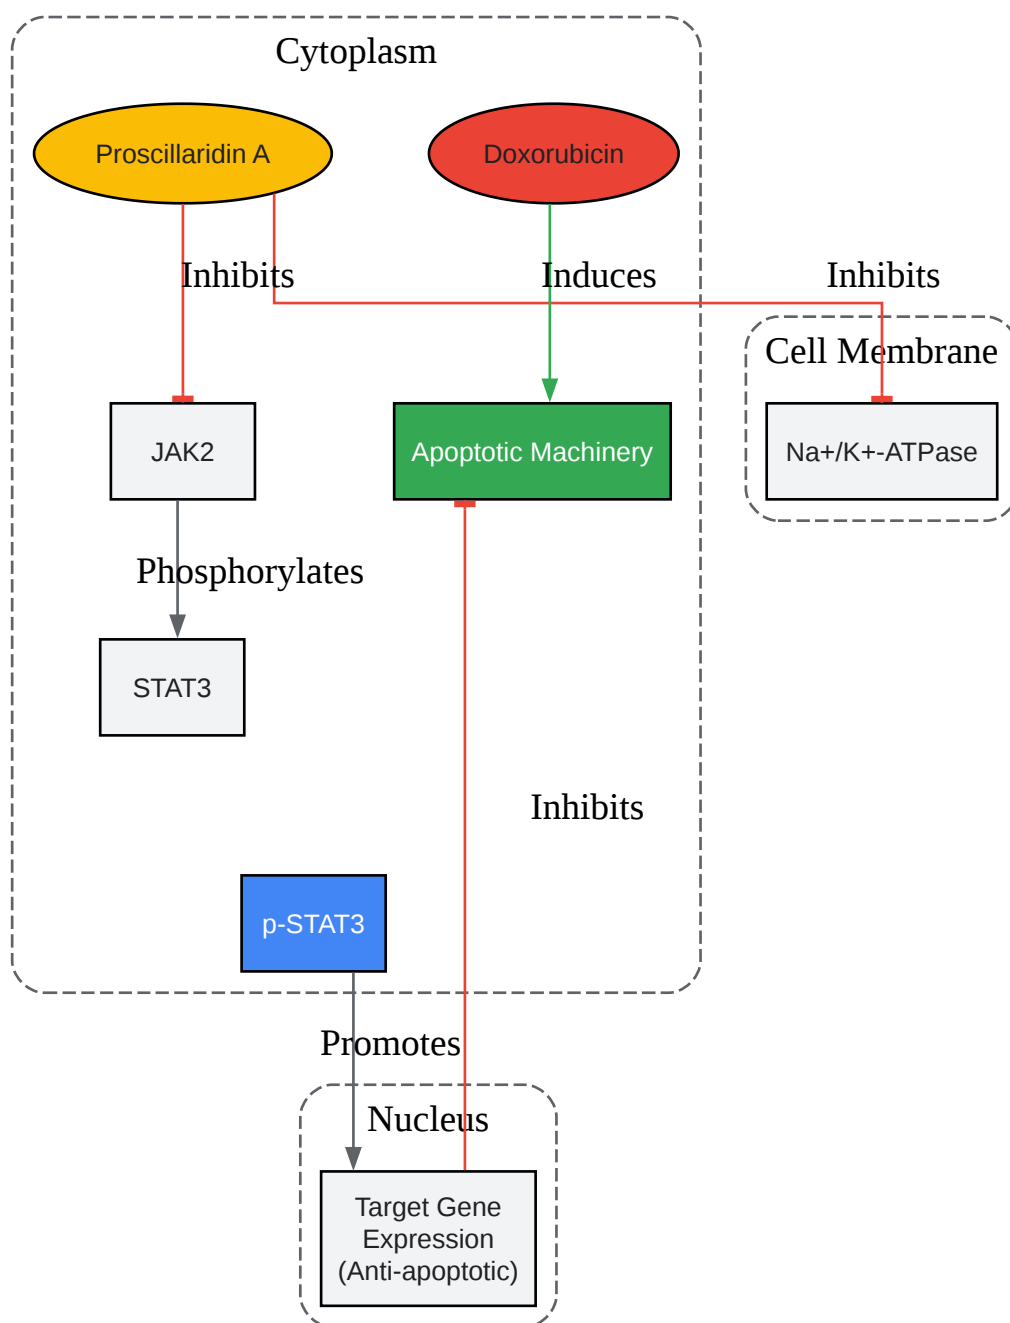 Cytoplasm
Proscillaridin A
Doxorubicin
Inhibits
Induces
Inhibits
Cell Membrane
JAK2
Apoptotic Machinery
Na+/K+-ATPase
Phosphorylates
STAT3
Inhibits
p-STAT3
Promotes
Nucleus
Target Gene
Expression
(Anti-apoptotic)